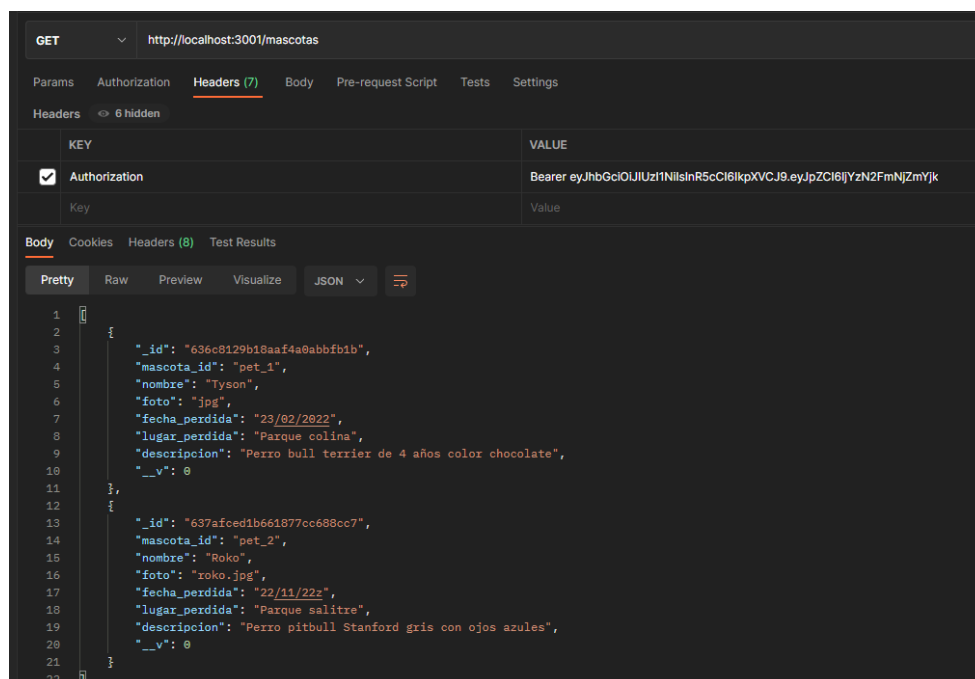 GET http://localhost:3001/mascotas
Params Authorization Headers (7) Body Pre-request Script Tests Settings
Headers 6 hidden
KEY VALUE
Authorization Bearer eyJhbGciOiJIUzI1NiIsInR5cCI6IkpXVCJ9.eyJpZCI6IjYzN2FmNjZmYjk
Key Value
Body Cookies Headers (8) Test Results
Pretty Raw Preview Visualize JSON
1 [
2 {
3 "_id": "636c8129b18aaf4a0abbfb1b",
4 "mascota_id": "pet_1",
5 "nombre": "Tyson",
6 "foto": "jpg",
7 "fecha_perdida": "23/02/2022",
8 "lugar_perdida": "Parque colina",
9 "descripcion": "Perro bull terrier de 4 años color chocolate",
10 "__v": 0
11 },
12 {
13 "_id": "637afced1b661877cc688cc7",
14 "mascota_id": "pet_2",
15 "nombre": "Roko",
16 "foto": "roko.jpg",
17 "fecha_perdida": "22/11/22z",
18 "lugar_perdida": "Parque salitre",
19 "descripcion": "Perro pitbull Stanford gris con ojos azules",
20 "__v": 0
21 }
22 ]